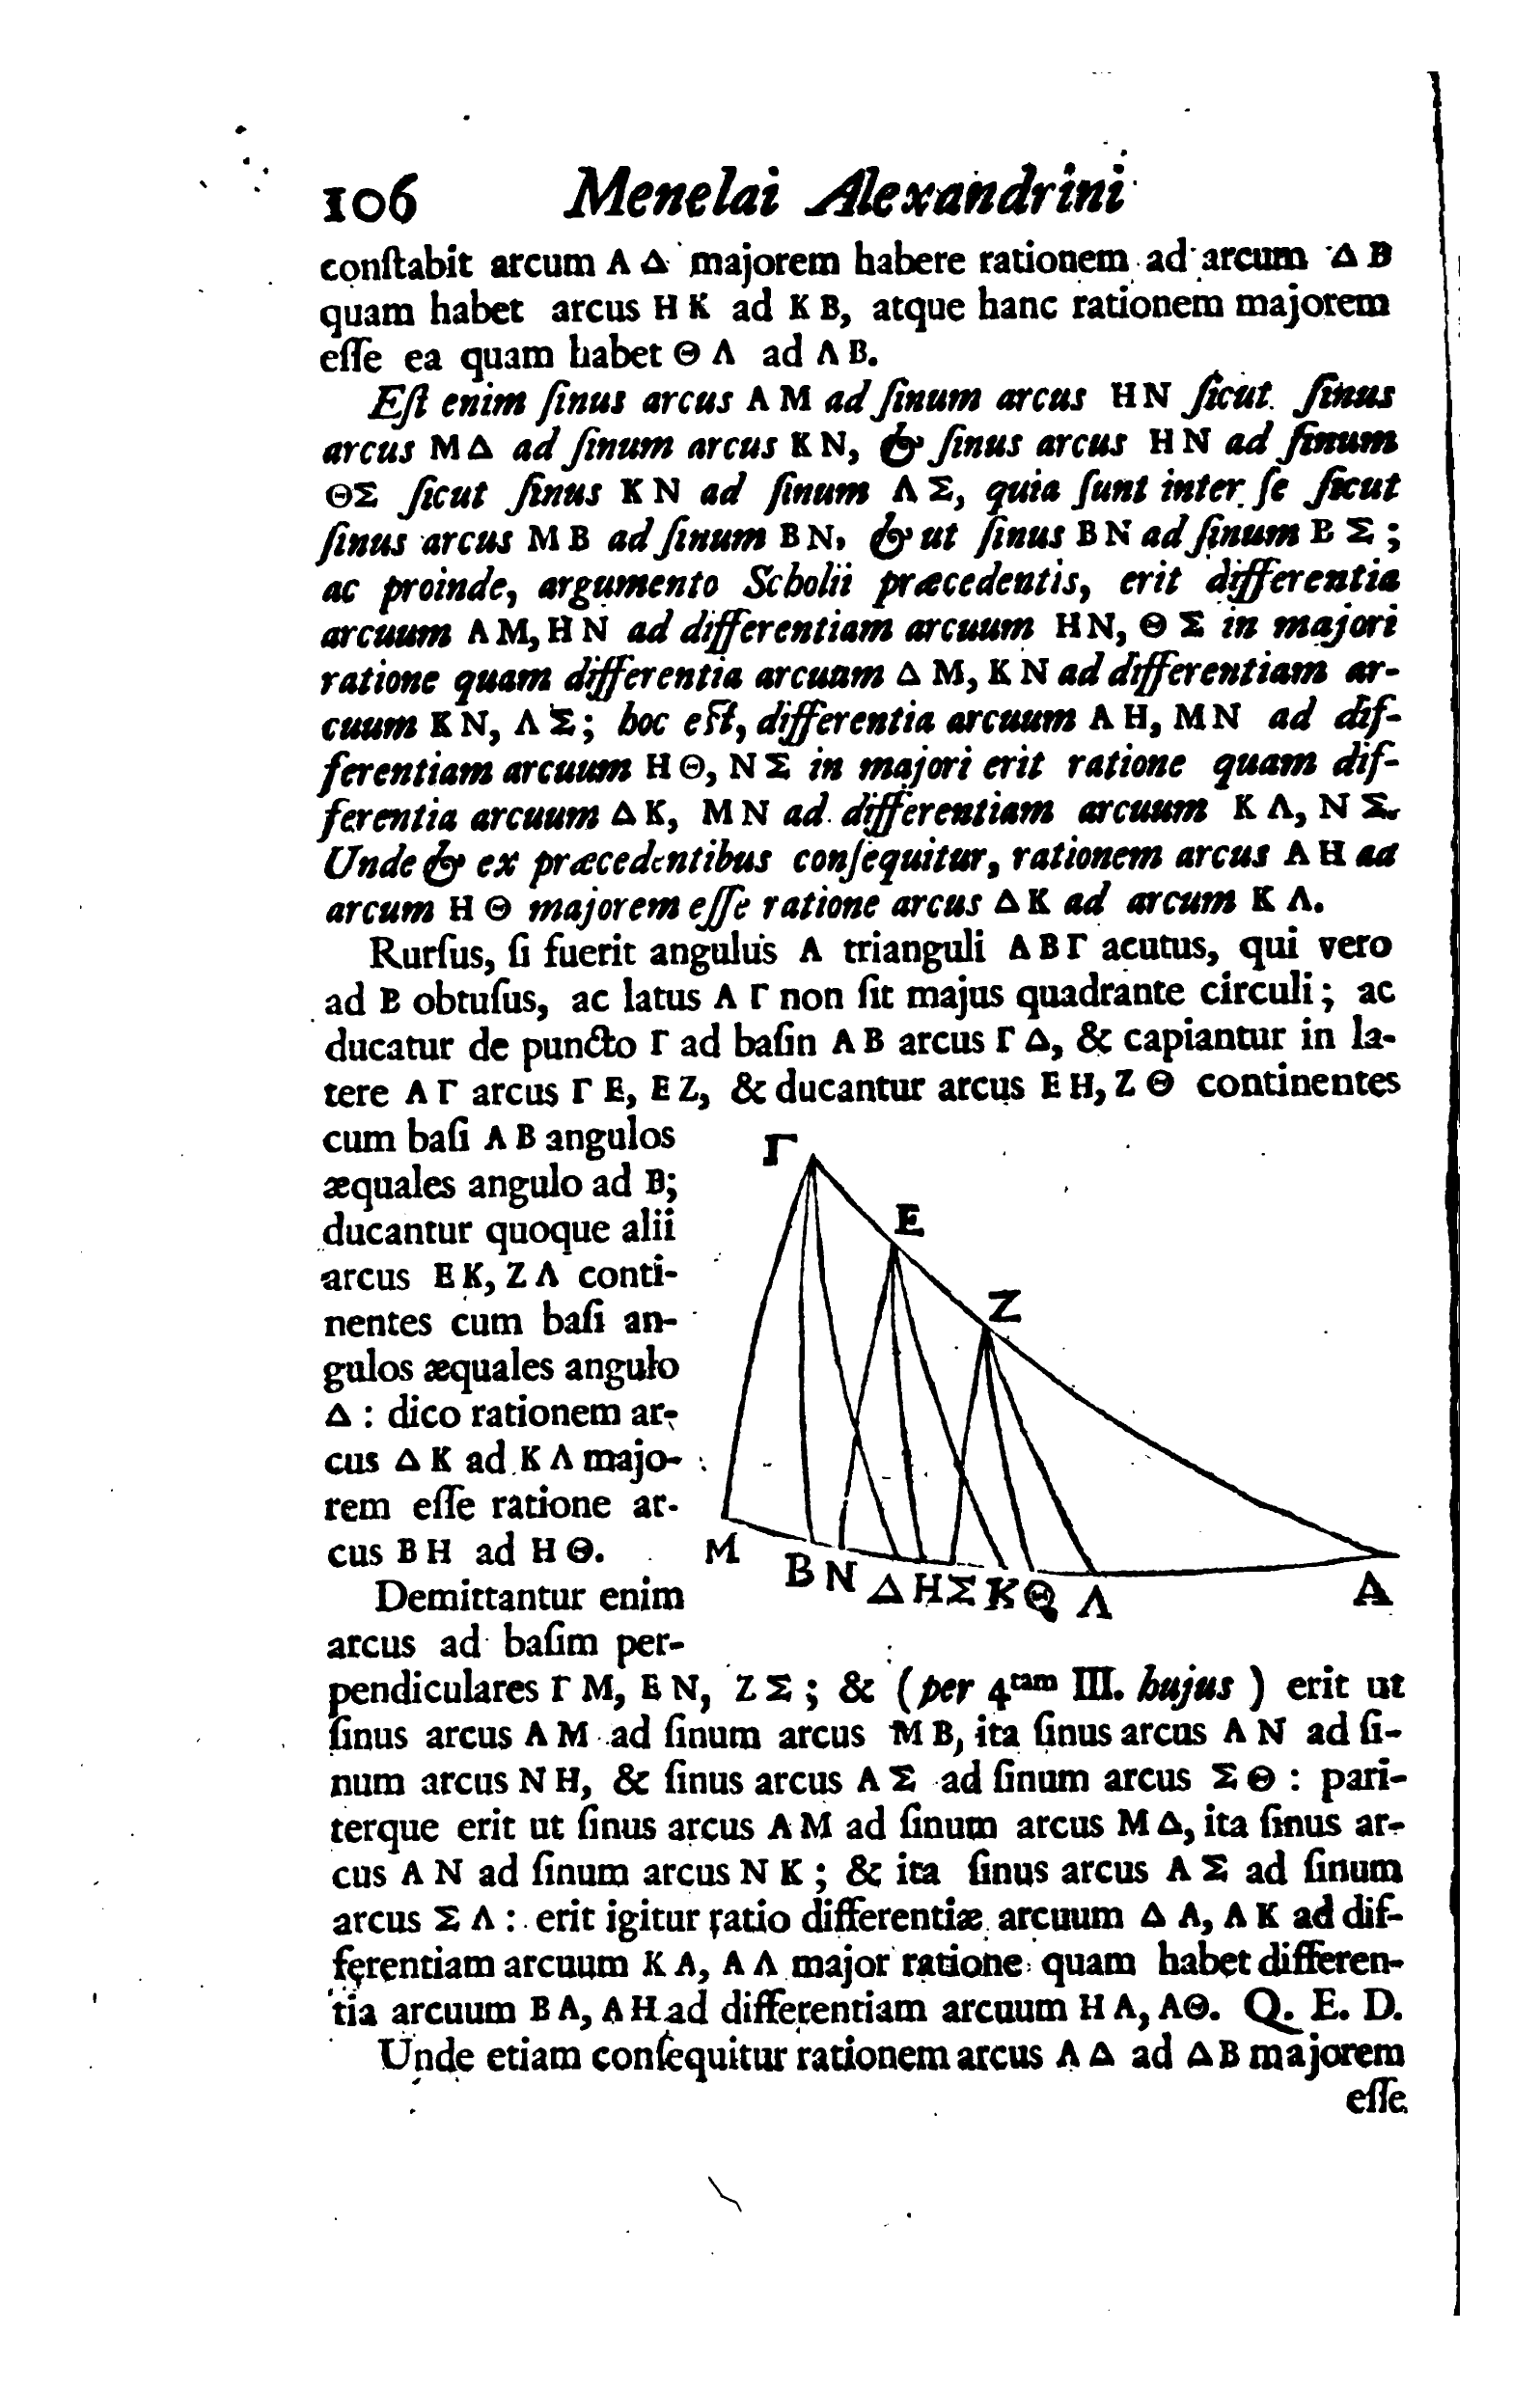 106 Menelai Alexandrini
conſtabit arcum Α Δ majorem habere rationem ad arcum Δ Β
quam habet arcus Η Κ ad Κ Β, atque hanc rationem majorem
eſſe ea quam habet Θ Λ ad Λ Β.
Eſt enim ſinus arcus Α Μ ad ſinum arcus Η Ν ſicut ſinus
arcus Μ Δ ad ſinum arcus Κ Ν, & ſinus arcus Η Ν ad ſinum
Θ Σ ſicut ſinus Κ Ν ad ſinum Λ Σ, quia ſunt inter ſe ſicut
ſinus arcus Μ Β ad ſinum Β Ν, & ut ſinus Β Ν ad ſinum Β Σ;
ac proinde, argumento Scholii præcedentis, erit differentia
arcuum Α Μ, Η Ν ad differentiam arcuum Η Ν, Θ Σ in majori
ratione quam differentia arcuum Δ Μ, Κ Ν ad differentiam ar-
cuum Κ Ν, Λ Σ; hoc eſt, differentia arcuum Α Η, Μ Ν ad dif-
ferentiam arcuum Η Θ, Ν Σ in majori erit ratione quam dif-
ferentia arcuum Δ Κ, Μ Ν ad differentiam arcuum Κ Λ, Ν Σ.
Unde & ex præcedentibus conſequitur, rationem arcus Α Η ad
arcum Η Θ majorem eſſe ratione arcus Δ Κ ad arcum Κ Λ.
Rurſus, ſi fuerit angulus Α trianguli Α Β Γ acutus, qui vero
ad Β obtuſus, ac latus Α Γ non ſit majus quadrante circuli; ac
ducatur de puncto Γ ad baſin Α Β arcus Γ Δ, & capiantur in la-
tere Α Γ arcus Γ Ε, Ε Ζ, & ducantur arcus Ε Η, Ζ Θ continentes
cum baſi Α Β angulos
æquales angulo ad Β;
ducantur quoque alii
arcus Ε Κ, Ζ Λ conti-
nentes cum baſi an-
gulos æquales angulo
Δ : dico rationem ar-
cus Δ Κ ad Κ Λ majo-
rem eſſe ratione ar-
cus Β Η ad Η Θ.
Γ
Ε
Ζ
Μ Β Ν Δ Η Σ Κ Θ Λ Α
Demittantur enim
arcus ad baſim per-
pendiculares Γ Μ, Ε Ν, Ζ Σ; & (per 4tam III. hujus) erit ut
ſinus arcus Α Μ ad ſinum arcus Μ Β, ita ſinus arcus Α Ν ad ſi-
num arcus Ν Η, & ſinus arcus Α Σ ad ſinum arcus Σ Θ : pari-
terque erit ut ſinus arcus Α Μ ad ſinum arcus Μ Δ, ita ſinus ar-
cus Α Ν ad ſinum arcus Ν Κ; & ita ſinus arcus Α Σ ad ſinum
arcus Σ Λ : erit igitur ratio differentiæ arcuum Δ Α, Α Κ ad dif-
ferentiam arcuum Κ Α, Α Λ major ratione quam habet differen-
tia arcuum Β Α, Α Η ad differentiam arcuum Η Α, ΑΘ. Q. E. D.
Unde etiam conſequitur rationem arcus Α Δ ad Δ Β majorem
eſſe